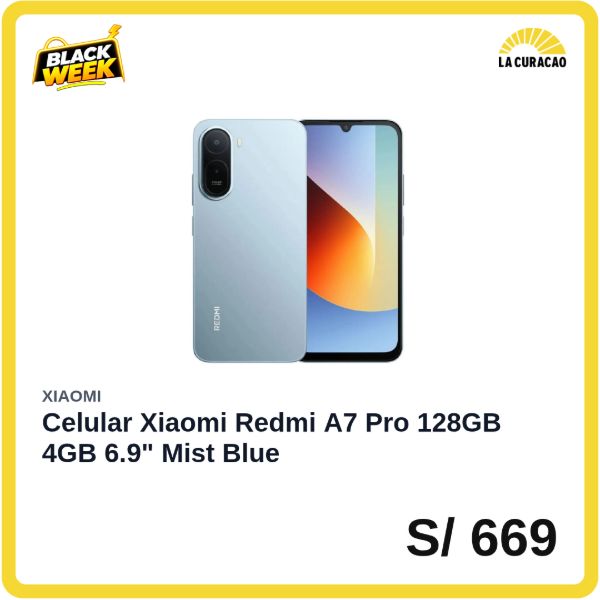 BLACK
WEEK
LA CURACAO
REDMI
XIAOMI
Celular Xiaomi Redmi A7 Pro 128GB
4GB 6.9" Mist Blue
S/ 669